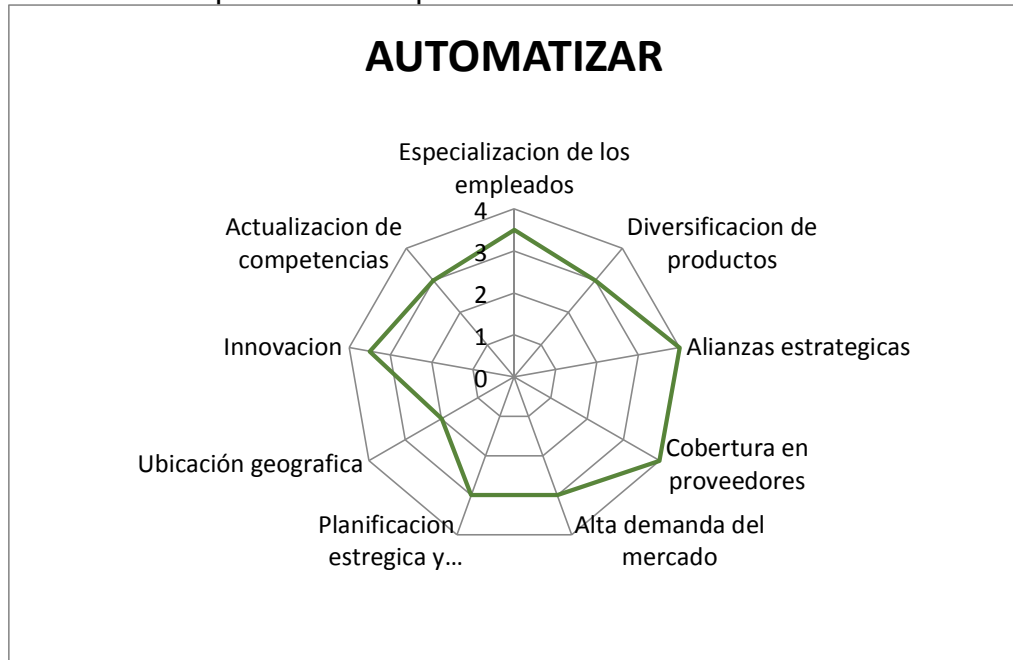 AUTOMATIZAR
Especializacion de los
empleados
Diversificacion de
productos
Alianzas estrategicas
Cobertura en
proveedores
Alta demanda del
mercado
Planificacion
estregica y…
Ubicación geografica
Innovacion
Actualizacion de
competencias
4
3
2
1
0